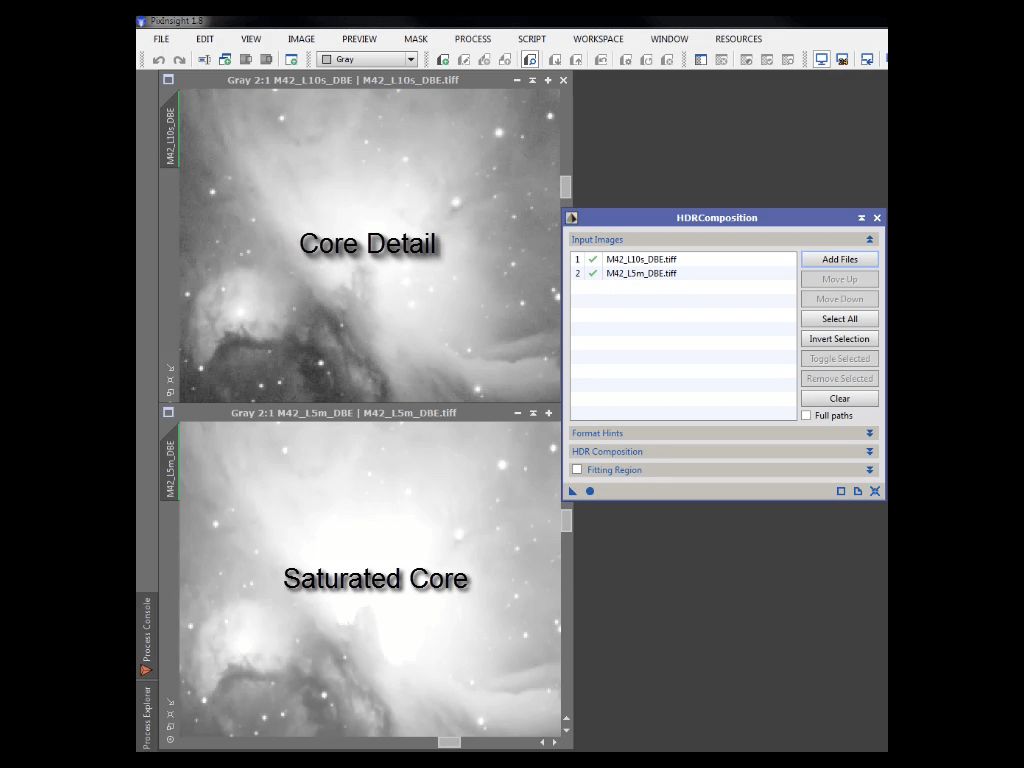 PixInsight 1.8
FILE EDIT VIEW IMAGE PREVIEW MASK PROCESS SCRIPT WORKSPACE WINDOW RESOURCES
Gray
Gray 2:1 M42_L10s_DBE | M42_L10s_DBE.tiff
M42_L10s_DBE
Core Detail
HDRComposition
Input Images
1 M42_L10s_DBE.tiff
2 M42_L5m_DBE.tiff
Add Files
Move Up
Move Down
Select All
Invert Selection
Toggle Selected
Remove Selected
Clear
Full paths
Format Hints
HDR Composition
Fitting Region
Gray 2:1 M42_L5m_DBE | M42_L5m_DBE.tiff
M42_L5m_DBE
Saturated Core
Process Console
Process Explorer